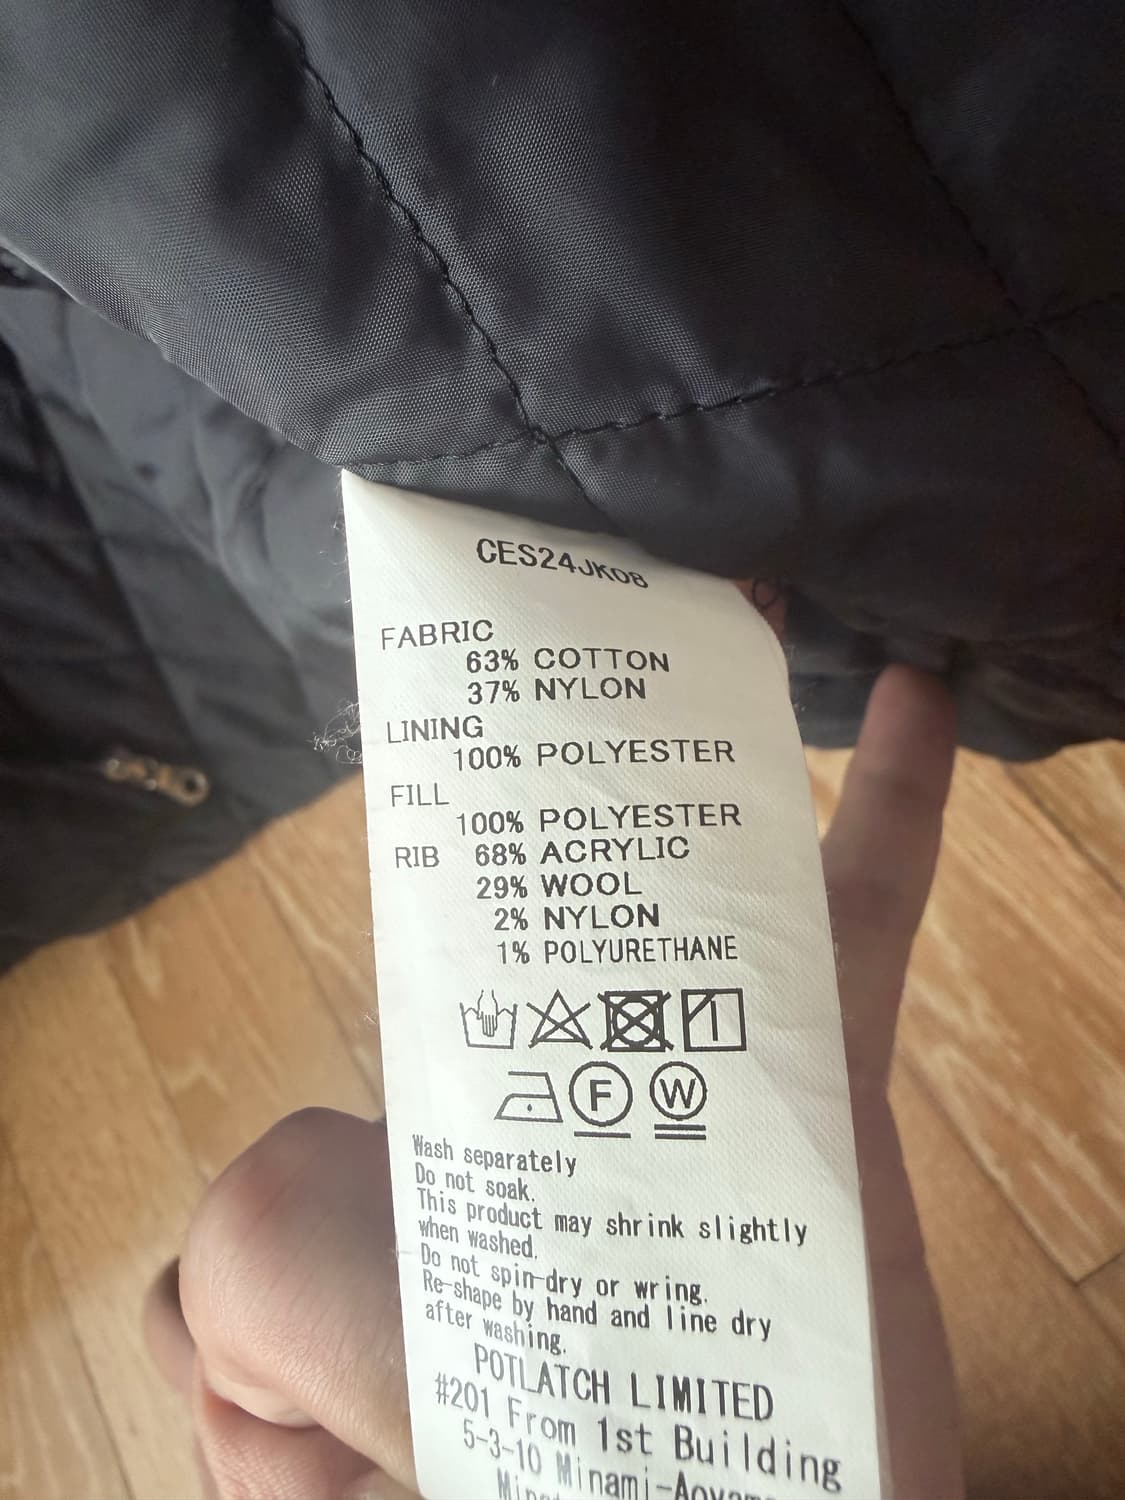 CES24JK08
FABRIC
63% COTTON
37% NYLON
LINING
100% POLYESTER
FILL
100% POLYESTER
RIB 68% ACRYLIC
29% WOOL
2% NYLON
1% POLYURETHANE
F W
Wash separately
Do not soak.
This product may shrink slightly
when washed.
Do not spin-dry or wring.
Re-shape by hand and line dry
after washing.
POTLATCH LIMITED
#201 From 1st Building
5-3-10 Minami-Aoyama